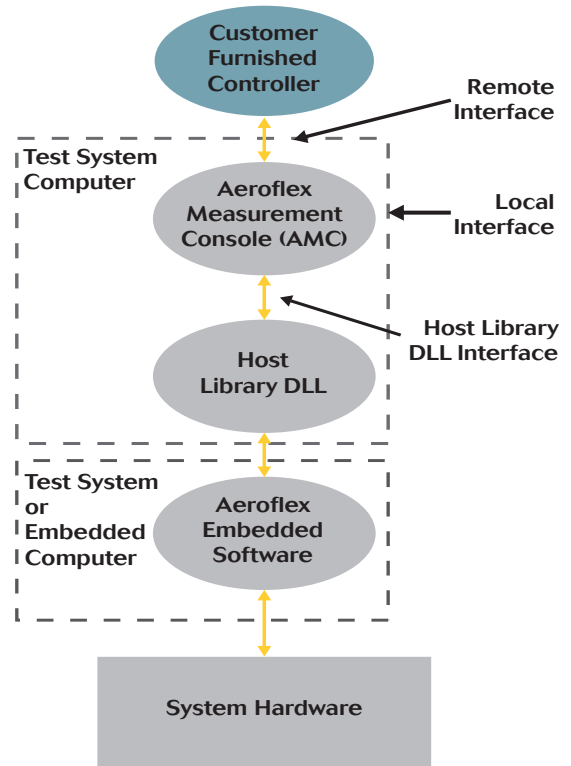 Customer
Furnished
Controller
Remote
Interface
Test System
Computer
Aeroflex
Measurement
Console (AMC)
Local
Interface
Host Library
DLL Interface
Host
Library DLL
Test System
or
Embedded
Computer
Aeroflex
Embedded
Software
System Hardware